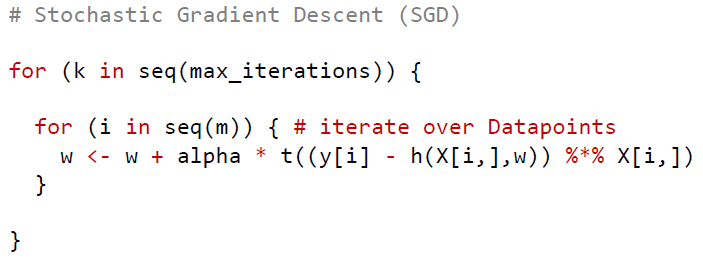 # Stochastic Gradient Descent (SGD)
for (k in seq(max_iterations)) {
for (i in seq(m)) { # iterate over Datapoints
w <- w + alpha * t((y[i] - h(X[i,],w)) %*% X[i,])
}
}